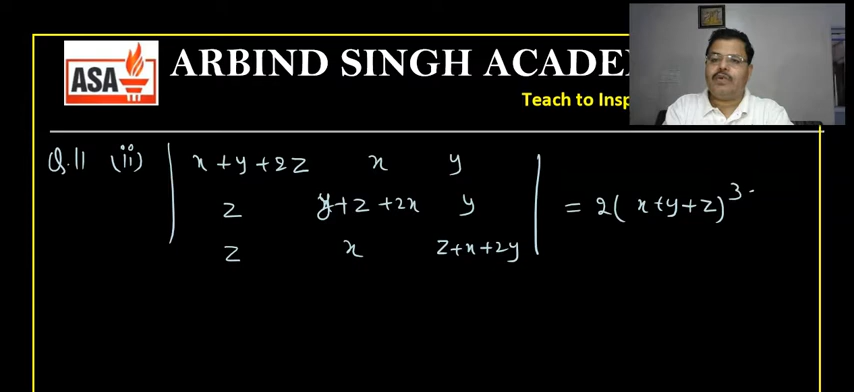 ASA
ARBIND SINGH ACADE
Teach to Insp
Q.11 (ii) | x+y+2z x y |
| z y+z+2x y | = 2(x+y+z)^3.
| z x z+x+2y |